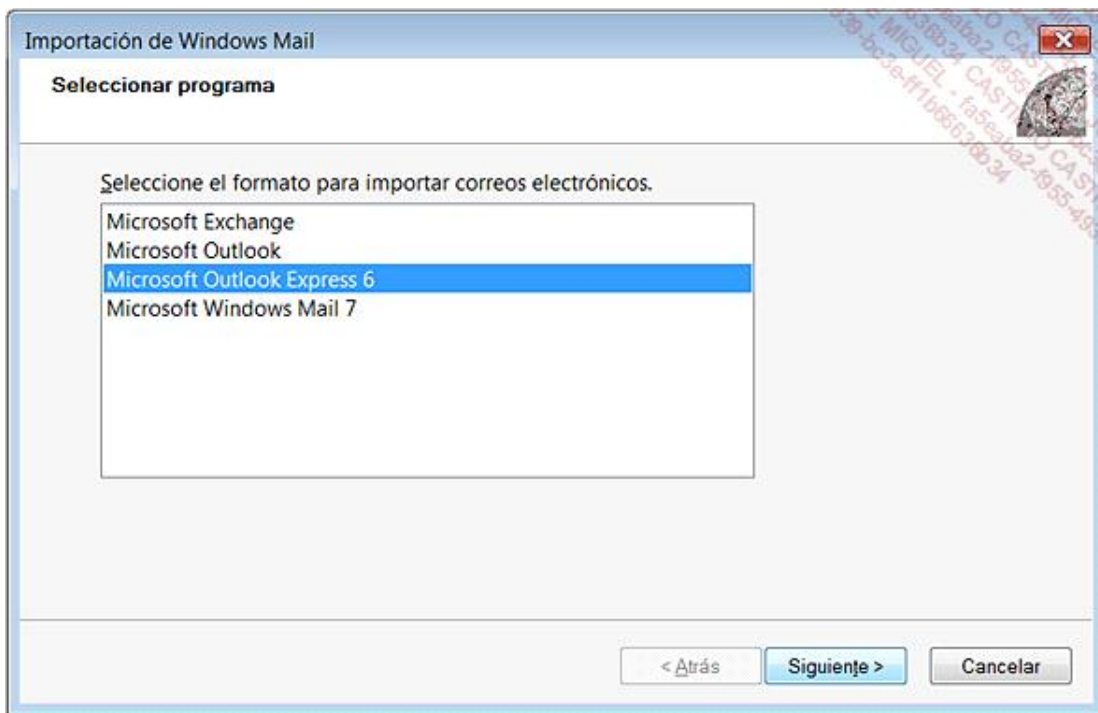 Importación de Windows Mail
Seleccionar programa
Seleccione el formato para importar correos electrónicos.
Microsoft Exchange
Microsoft Outlook
Microsoft Outlook Express 6
Microsoft Windows Mail 7
< Atrás
Siguiente >
Cancelar